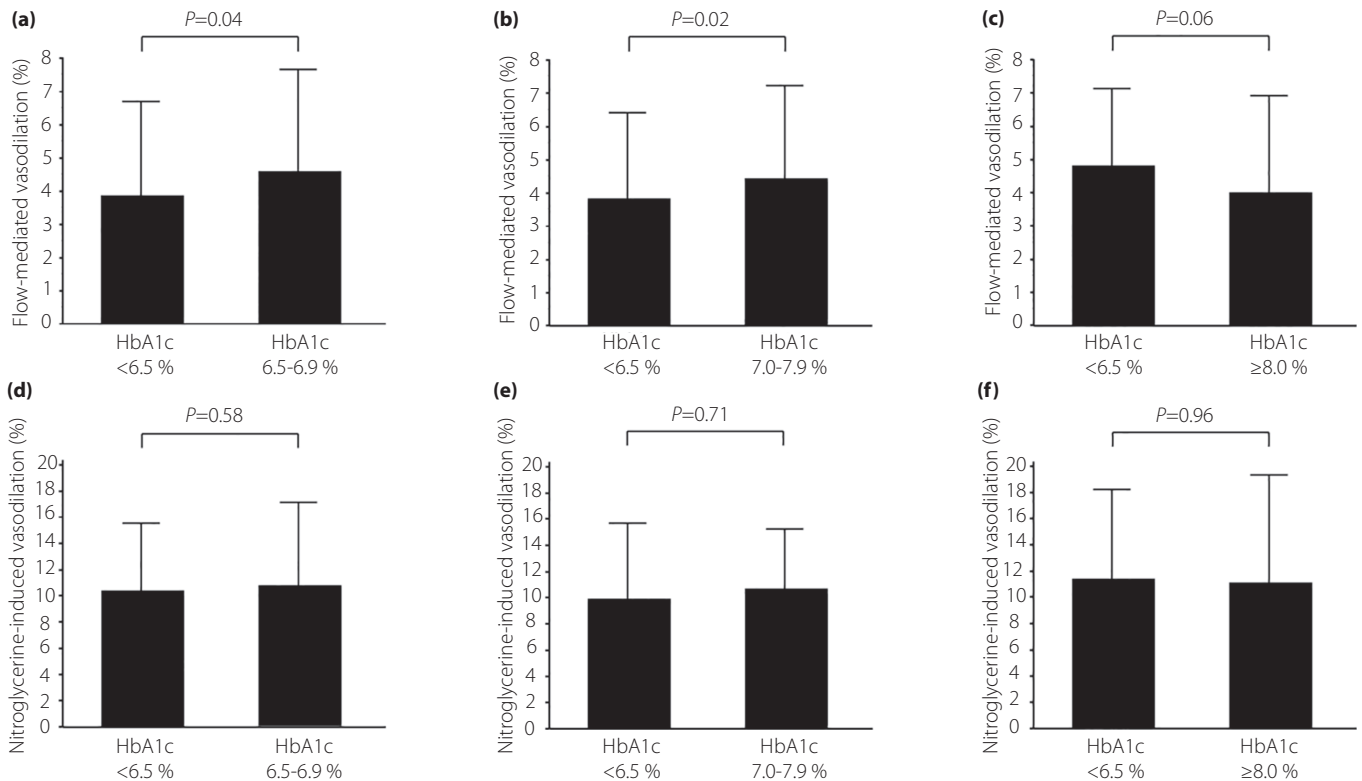 (a)
P=0.04
Flow-mediated vasodilation (%)
8
7
6
5
4
3
2
1
0
HbA1c
<6.5 %
HbA1c
6.5-6.9 %
(b)
P=0.02
Flow-mediated vasodilation (%)
8
7
6
5
4
3
2
1
0
HbA1c
<6.5 %
HbA1c
7.0-7.9 %
(c)
P=0.06
Flow-mediated vasodilation (%)
8
7
6
5
4
3
2
1
0
HbA1c
<6.5 %
HbA1c
≥8.0 %
(d)
P=0.58
Nitroglycerine-induced vasodilation (%)
20
18
16
14
12
10
8
6
4
2
0
HbA1c
<6.5 %
HbA1c
6.5-6.9 %
(e)
P=0.71
Nitroglycerine-induced vasodilation (%)
20
18
16
14
12
10
8
6
4
2
0
HbA1c
<6.5 %
HbA1c
7.0-7.9 %
(f)
P=0.96
Nitroglycerine-induced vasodilation (%)
20
18
16
14
12
10
8
6
4
2
0
HbA1c
<6.5 %
HbA1c
≥8.0 %